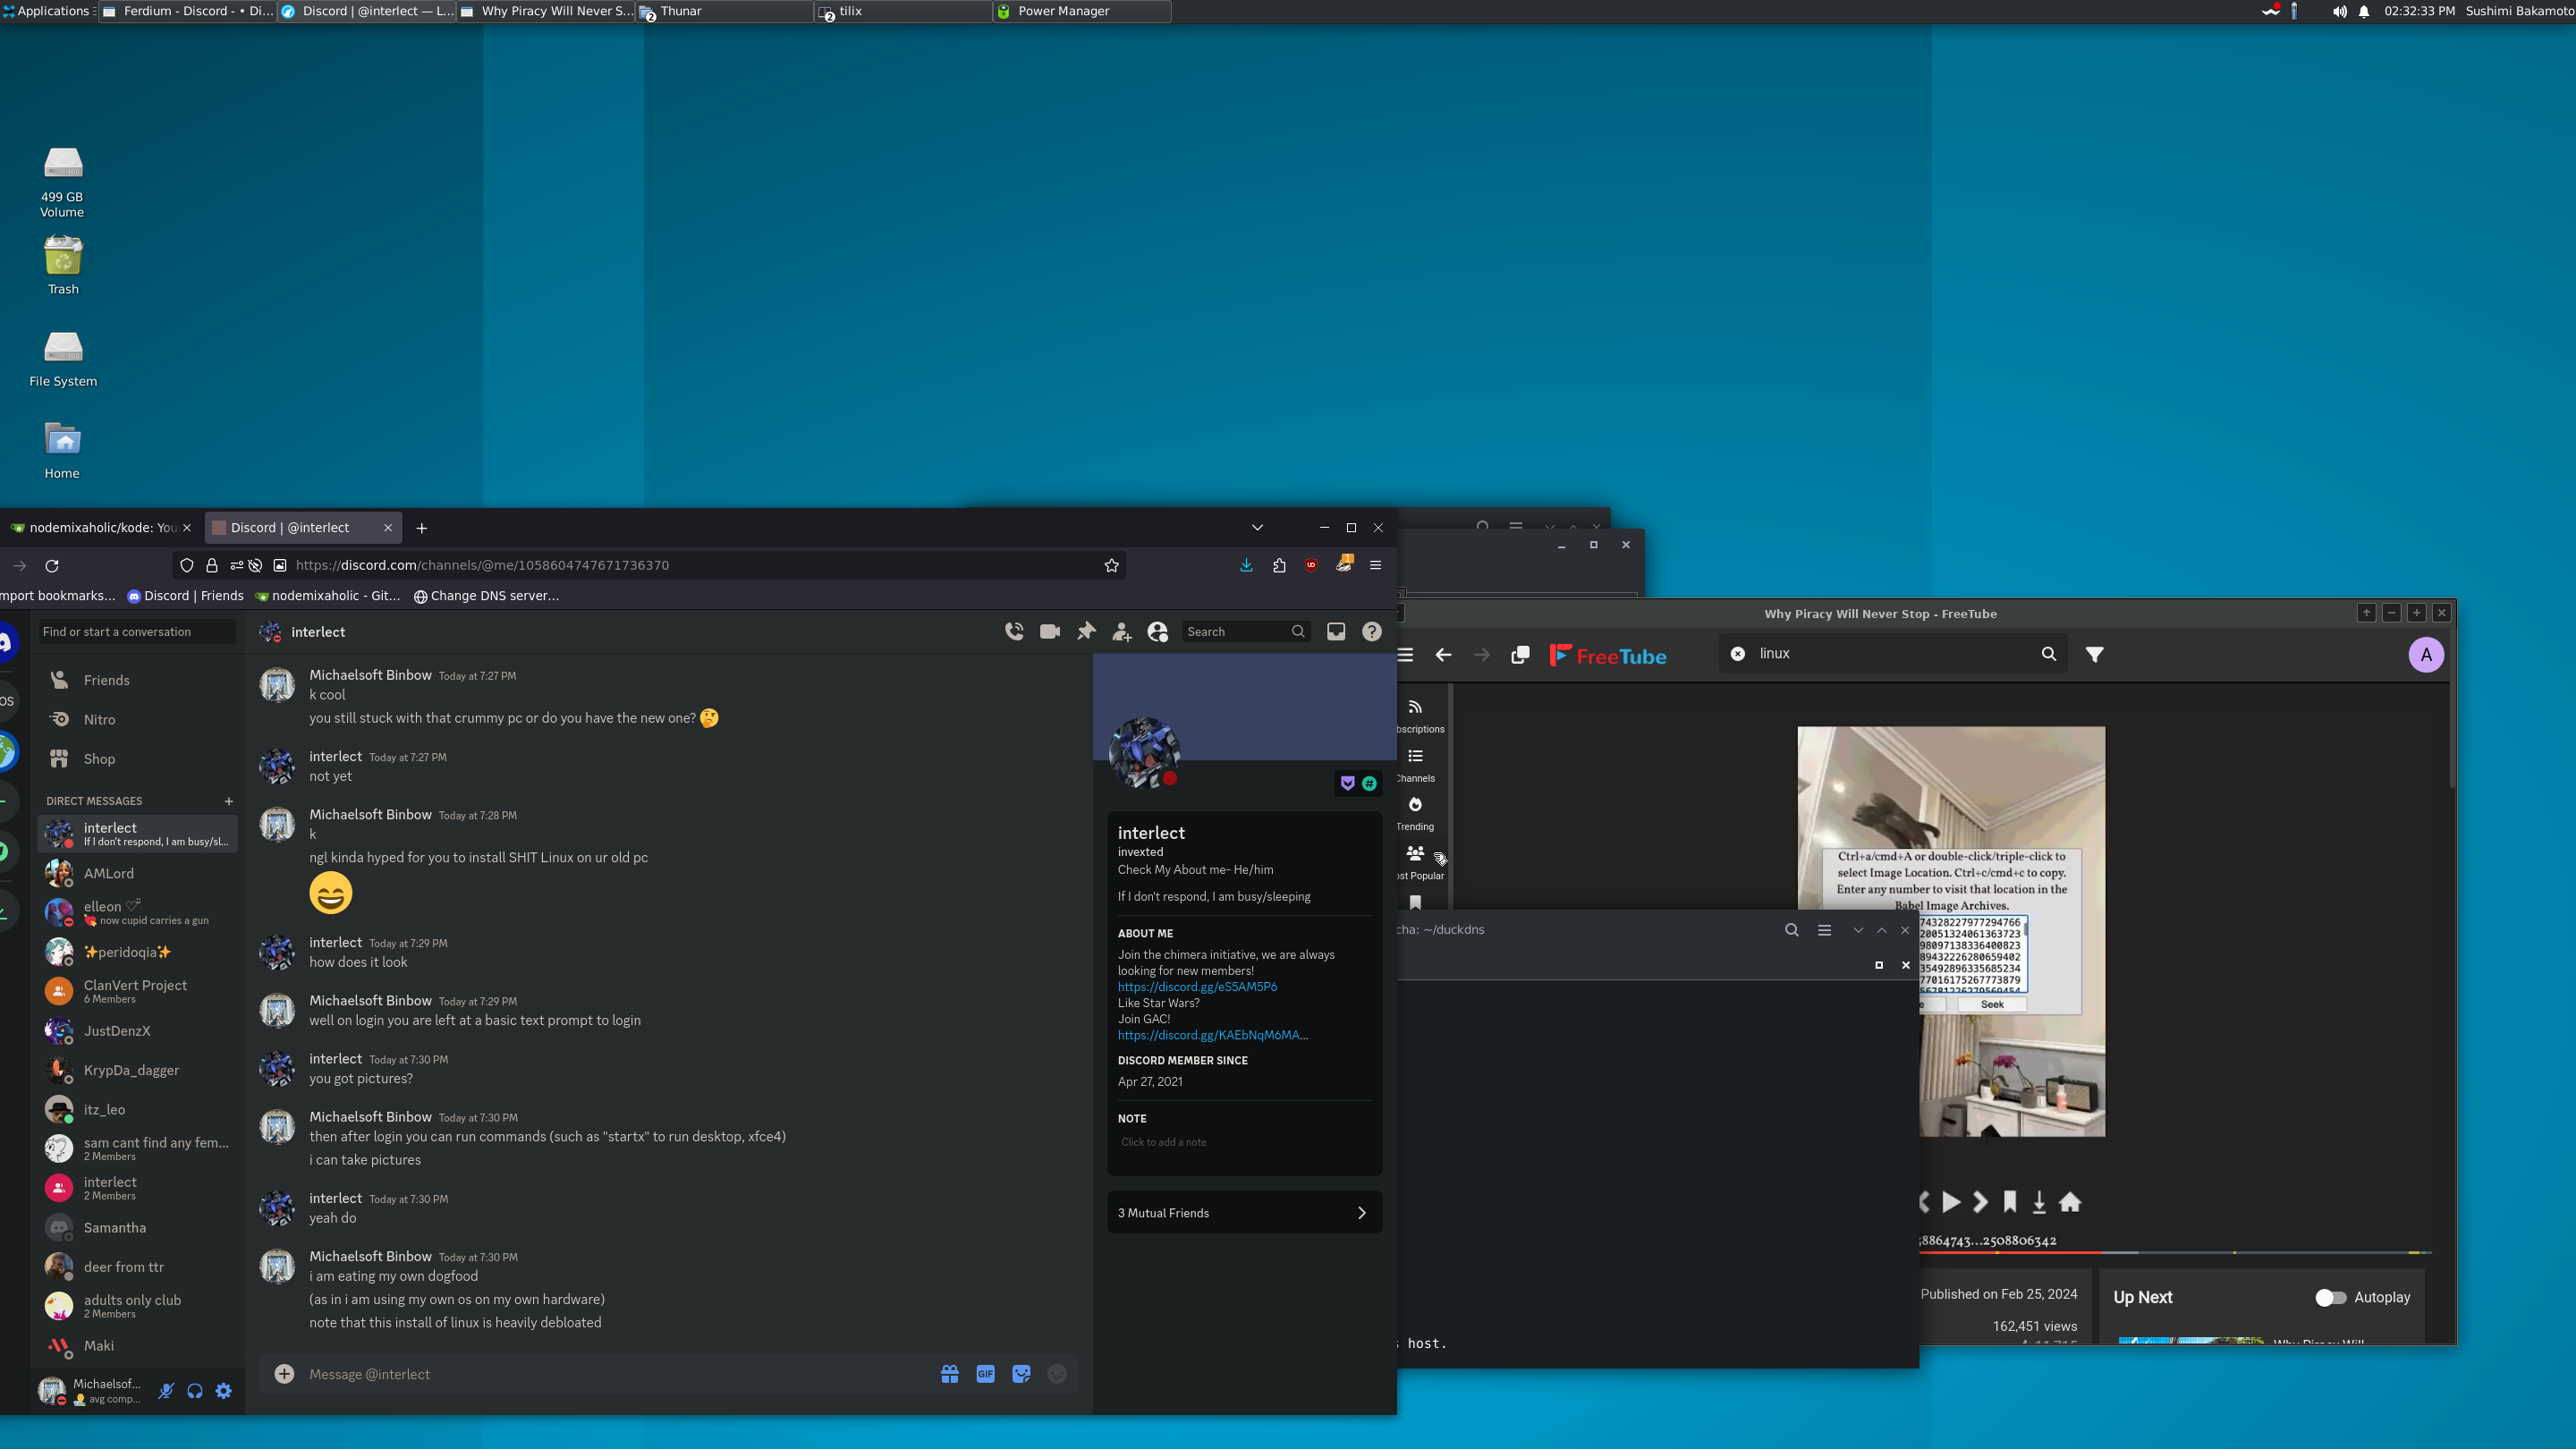 Applications
Ferdium - Discord - • Di...
Discord | @interlect — L...
Why Piracy Will Never S...
2
Thunar
2
tilix
Power Manager
02:32:33 PM
Sushimi Bakamoto
499 GB
Volume
Trash
File System
Home
nodemixaholic/kode: You
Discord | @interlect
https://discord.com/channels/@me/1058604747671736370
1
mport bookmarks...
Discord | Friends
nodemixaholic - Git...
Change DNS server...
Find or start a conversation
interlect
Search
OS
Friends
Nitro
Shop
DIRECT MESSAGES
interlect
If I don't respond, I am busy/sl...
AMLord
elleon ♡
💘 now cupid carries a gun
✨peridoqia✨
ClanVert Project
6 Members
JustDenzX
KrypDa_dagger
itz_leo
sam cant find any fem...
2 Members
interlect
2 Members
Samantha
deer from ttr
adults only club
2 Members
Maki
Michaelsof...
avg comp...
Michaelsoft Binbow Today at 7:27 PM
k cool
you still stuck with that crummy pc or do you have the new one? 🤔
interlect Today at 7:27 PM
not yet
Michaelsoft Binbow Today at 7:28 PM
k
ngl kinda hyped for you to install SHIT Linux on ur old pc
😄
interlect Today at 7:29 PM
how does it look
Michaelsoft Binbow Today at 7:29 PM
well on login you are left at a basic text prompt to login
interlect Today at 7:30 PM
you got pictures?
Michaelsoft Binbow Today at 7:30 PM
then after login you can run commands (such as "startx" to run desktop, xfce4)
i can take pictures
interlect Today at 7:30 PM
yeah do
Michaelsoft Binbow Today at 7:30 PM
i am eating my own dogfood
(as in i am using my own os on my own hardware)
note that this install of linux is heavily debloated
Message @interlect
GIF
interlect
invexted
Check My About me- He/him
If I don't respond, I am busy/sleeping
ABOUT ME
Join the chimera initiative, we are always
looking for new members!
https://discord.gg/eS5AM5P6
Like Star Wars?
Join GAC!
https://discord.gg/KAEbNqM6MA...
DISCORD MEMBER SINCE
Apr 27, 2021
NOTE
Click to add a note
3 Mutual Friends
Why Piracy Will Never Stop - FreeTube
FreeTube
linux
A
bscriptions
Channels
Trending
ost Popular
Ctrl+a/cmd+A or double-click/triple-click to
select Image Location. Ctrl+c/cmd+c to copy.
Enter any number to visit that location in the
Babel Image Archives.
74328227977294766
20051324061363723
98097138336400823
89432226280659402
35492896335685234
77016175267773879
Seek
cha: ~/duckdns
s host.
8864743...2508806342
Published on Feb 25, 2024
162,451 views
Up Next
Autoplay
Why Piracy Will